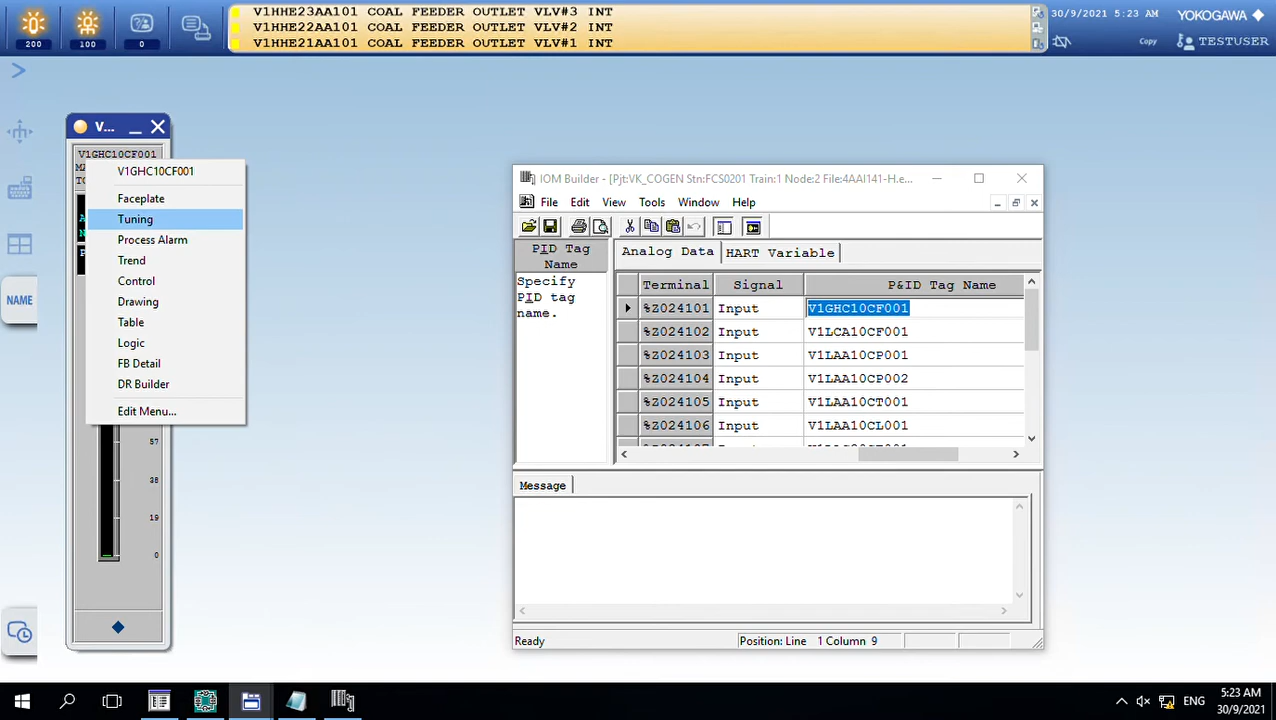 V1HHE23AA101 COAL FEEDER OUTLET VLV#3 INT
V1HHE22AA101 COAL FEEDER OUTLET VLV#2 INT
V1HHE21AA101 COAL FEEDER OUTLET VLV#1 INT
200
100
0
30/9/2021 5:23 AM YOKOGAWA
Copy TESTUSER
NAME
V...
V1GHC10CF001
V1GHC10CF001
Faceplate
Tuning
Process Alarm
Trend
Control
Drawing
Table
Logic
FB Detail
DR Builder
Edit Menu...
57
38
19
0
IOM Builder - [Pjt:VK_COGEN Stn:FCS0201 Train:1 Node:2 File:4AAI141-H.e...
File Edit View Tools Window Help
PID Tag Name
Specify
PID tag
name.
Analog Data HART Variable
Terminal Signal P&ID Tag Name
%Z024101 Input V1GHC10CF001
%Z024102 Input V1LCA10CF001
%Z024103 Input V1LAA10CP001
%Z024104 Input V1LAA10CP002
%Z024105 Input V1LAA10CT001
%Z024106 Input V1LAA10CL001
Message
Ready Position: Line 1 Column 9
ENG
5:23 AM
30/9/2021